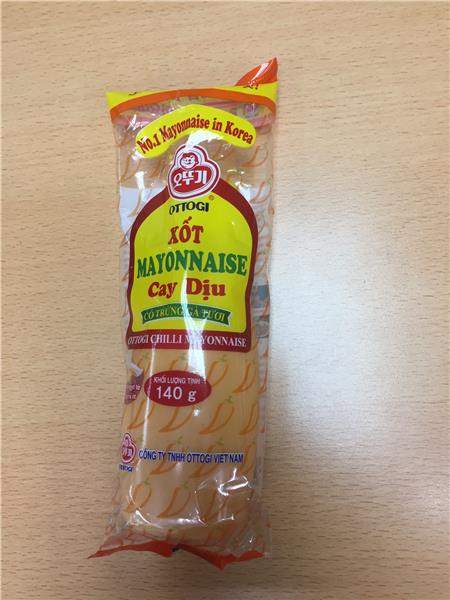 No.1 Mayonnaise in Korea
오뚜기
OTTOGI
XỐT
MAYONNAISE
Cay Dịu
CÓ TRỨNG GÀ TƯƠI
OTTOGI CHILLI MAYONNAISE
KHỐI LƯỢNG TỊNH
140 g
CÔNG TY TNHH OTTOGI VIỆT NAM
OTTOGI